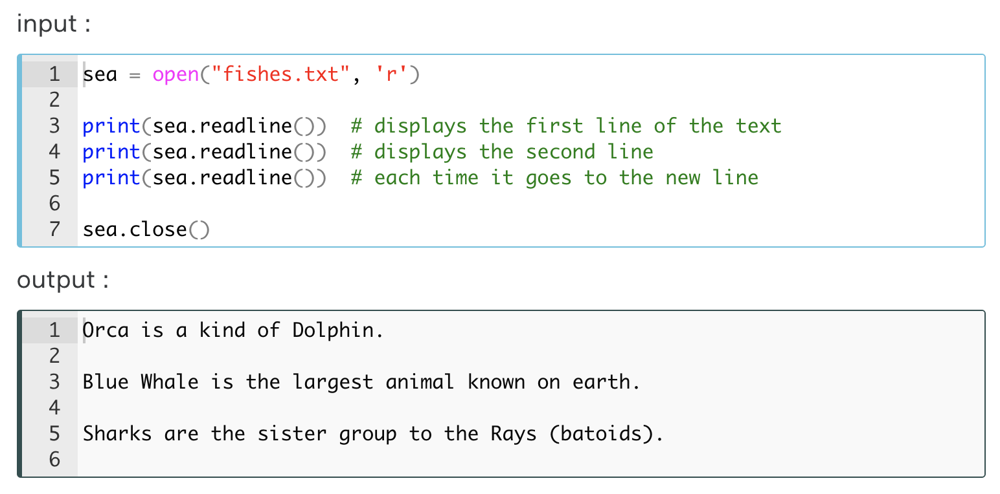 input :
1 sea = open("fishes.txt", 'r')
2
3 print(sea.readline())  # displays the first line of the text
4 print(sea.readline())  # displays the second line
5 print(sea.readline())  # each time it goes to the new line
6
7 sea.close()
output :
1 Orca is a kind of Dolphin.
2
3 Blue Whale is the largest animal known on earth.
4
5 Sharks are the sister group to the Rays (batoids).
6